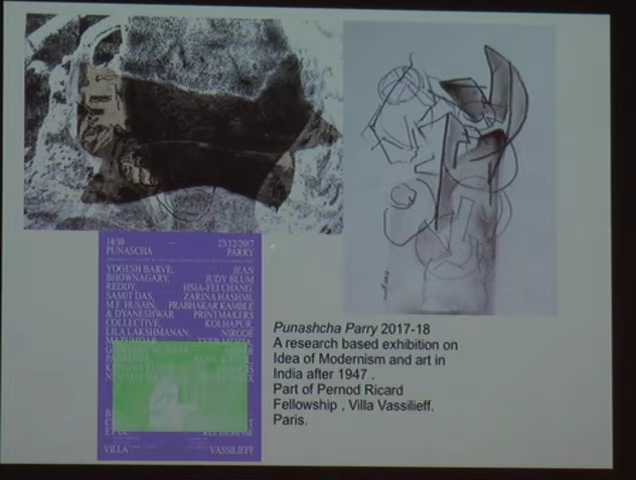 14/10 23/12/2017
PUNASCHA PARRY
YOGESH BARVE, JEAN
BHOWNAGARY, JUDY BLUM
REDDY, HSIA-FEI CHANG,
SAMIT DAS, ZARINA HASHMI,
M.F. HUSAIN, PRABHAKAR KAMBLE
& DYANESHWAR PRINTMAKERS
COLLECTIVE, KOLHAPUR,
LILA LAKSHMANAN, NIRODE
VILLA VASSILIEFF
Punashcha Parry 2017-18
A research based exhibition on
Idea of Modernism and art in
India after 1947 .
Part of Pernod Ricard
Fellowship , Villa Vassilieff.
Paris.